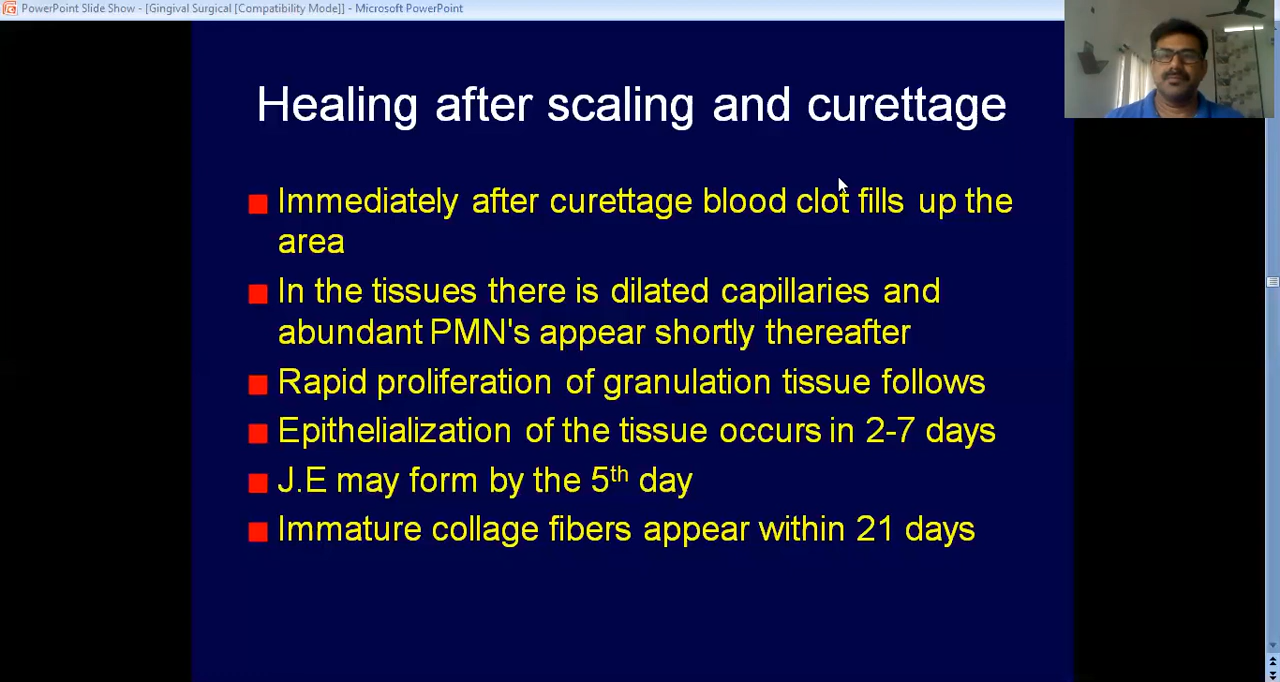 PowerPoint Slide Show - [Gingival Surgical [Compatibility Mode]] - Microsoft PowerPoint
Healing after scaling and curettage
Immediately after curettage blood clot fills up the
area
In the tissues there is dilated capillaries and
abundant PMN's appear shortly thereafter
Rapid proliferation of granulation tissue follows
Epithelialization of the tissue occurs in 2-7 days
J.E may form by the 5th day
Immature collage fibers appear within 21 days